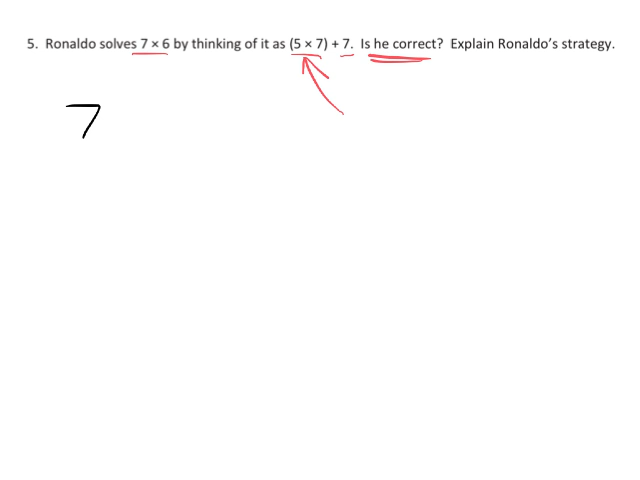 5. Ronaldo solves 7 × 6 by thinking of it as (5 × 7) + 7. Is he correct? Explain Ronaldo's strategy.
7